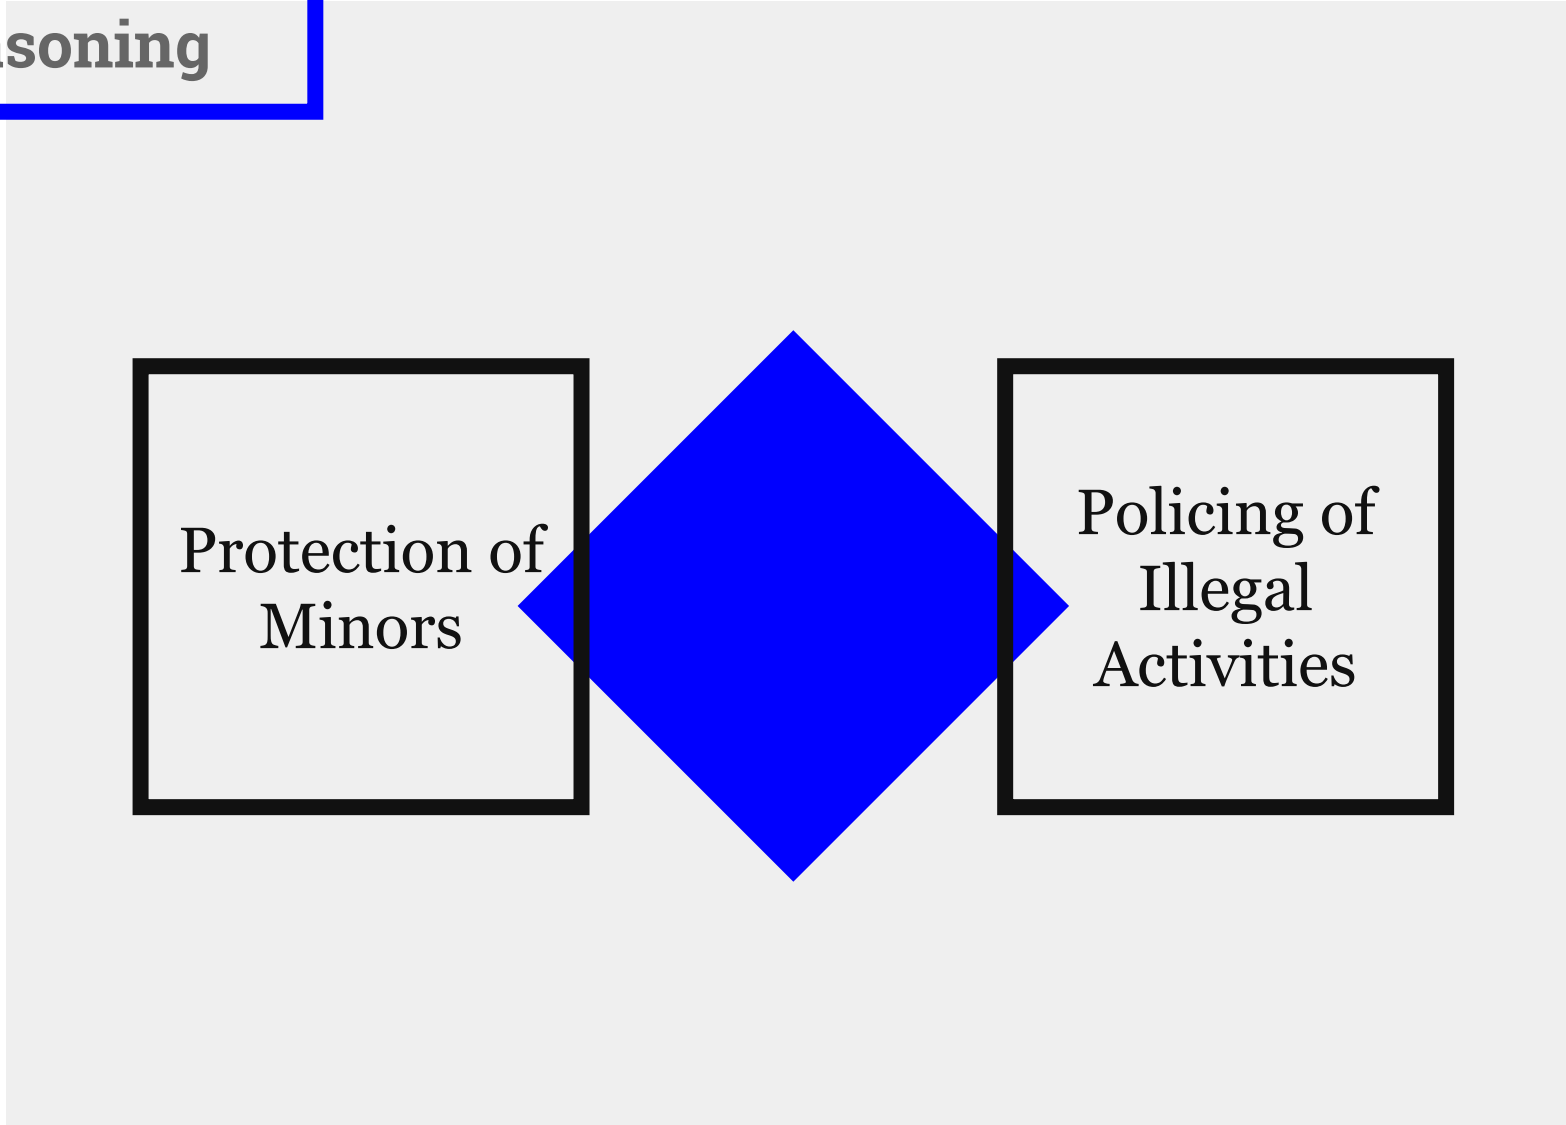 soning
Protection of
Minors
Policing of
Illegal
Activities